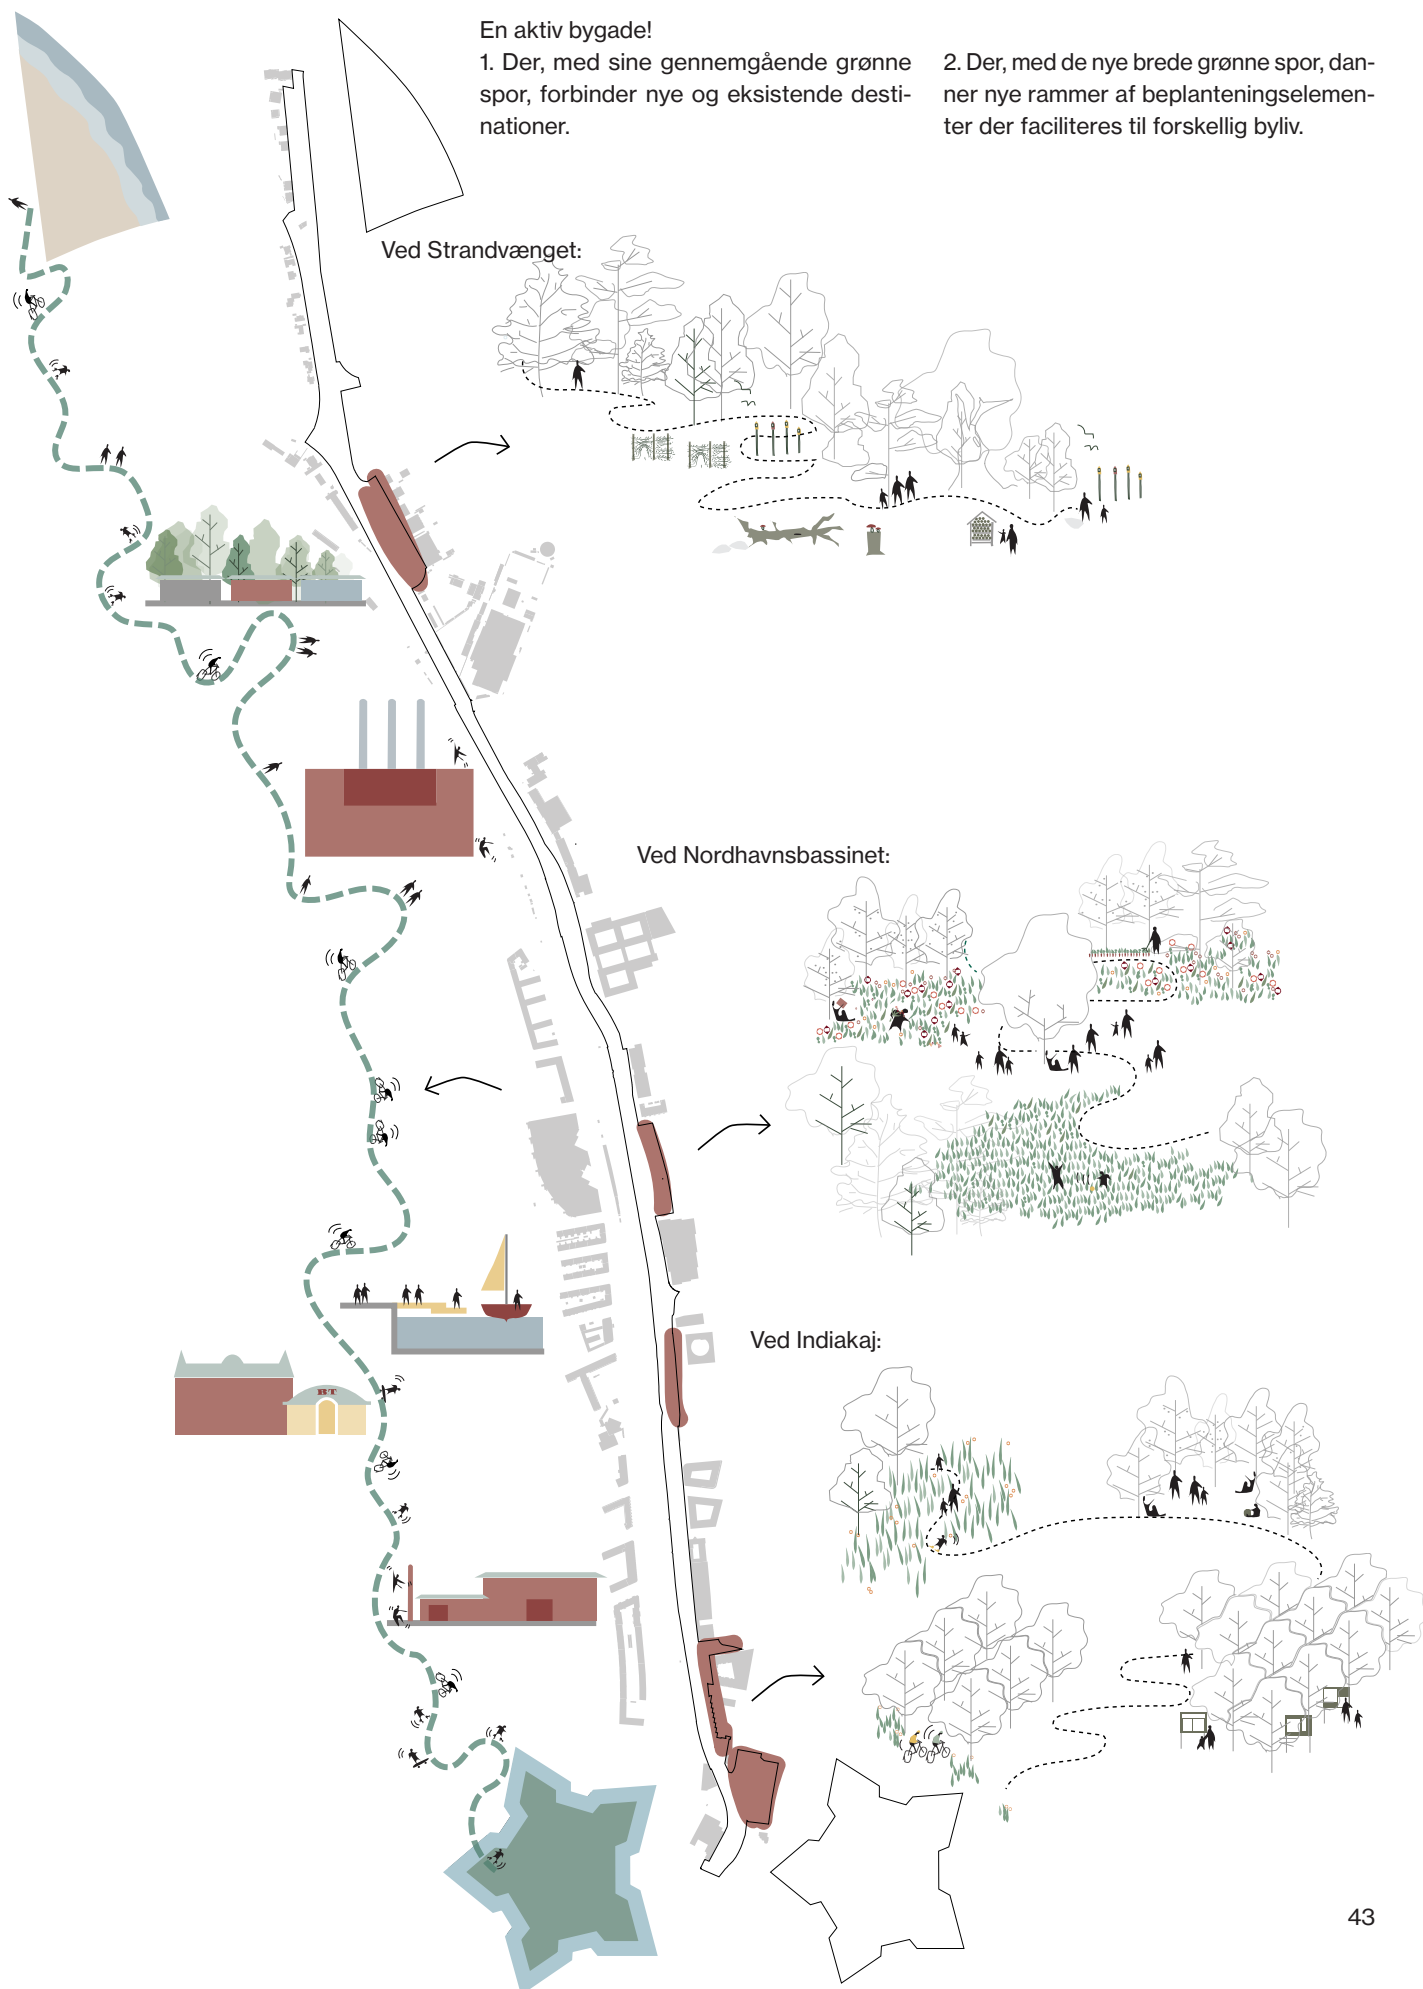 En aktiv bygade!
1. Der, med sine gennemgående grønne
spor, forbinder nye og eksistende desti-
nationer.
2. Der, med de nye brede grønne spor, dan-
ner nye rammer af beplanteningselemen-
ter der faciliteres til forskellig byliv.
Ved Strandvænget:
Ved Nordhavnsbassinet:
Ved Indiakaj:
BT
43